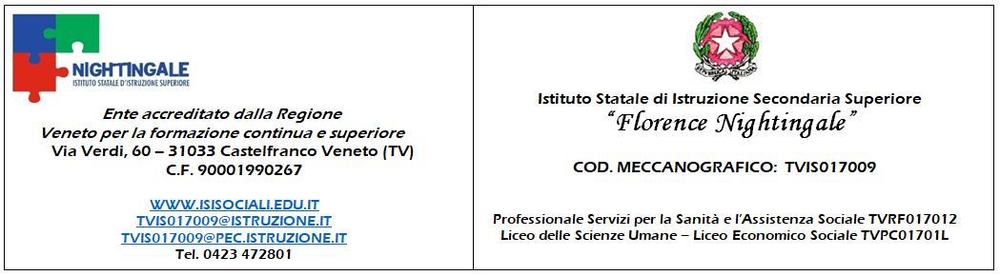 NIGHTINGALE
ISTITUTO STATALE D'ISTRUZIONE SUPERIORE
Ente accreditato dalla Regione
Veneto per la formazione continua e superiore
Via Verdi, 60 – 31033 Castelfranco Veneto (TV)
C.F. 90001990267
WWW.ISISOCIALI.EDU.IT
TVIS017009@ISTRUZIONE.IT
TVIS017009@PEC.ISTRUZIONE.IT
Tel. 0423 472801
REPVBBLICA ITALIANA
Istituto Statale di Istruzione Secondaria Superiore
“Florence Nightingale”
COD. MECCANOGRAFICO: TVIS017009
Professionale Servizi per la Sanità e l’Assistenza Sociale TVRF017012
Liceo delle Scienze Umane – Liceo Economico Sociale TVPC01701L